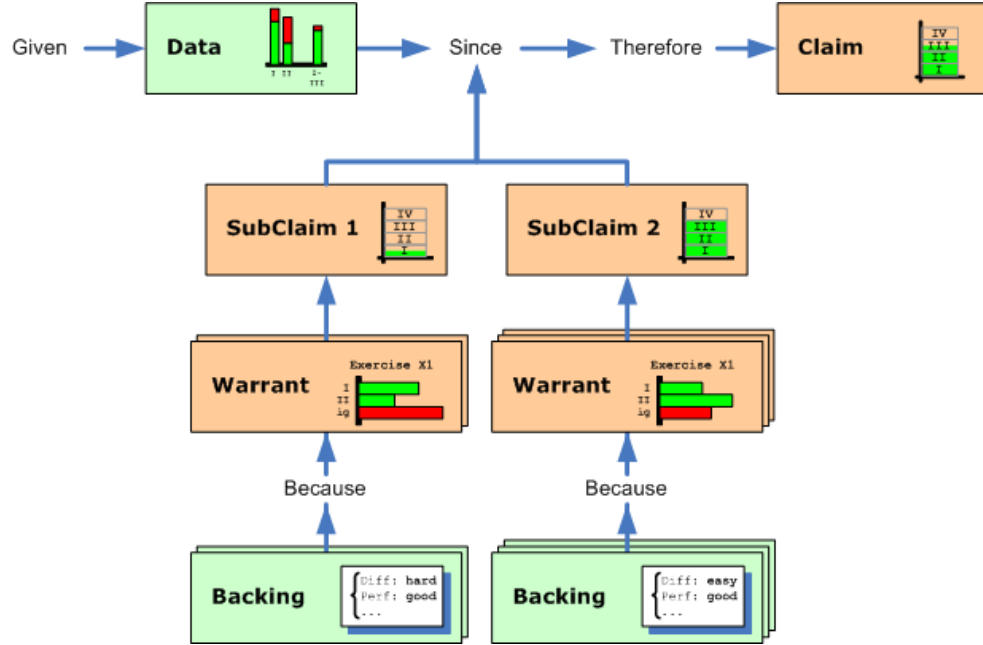 Given
Data
I II I-
III
Since
Therefore
Claim
IV
III
II
I
SubClaim 1
IV
III
II
I
SubClaim 2
IV
III
II
I
Warrant
Exercise X1
I
II
ig
Warrant
Exercise X1
I
II
ig
Because
Because
Backing
Diff: hard
Perf: good
...
Backing
Diff: easy
Perf: good
...